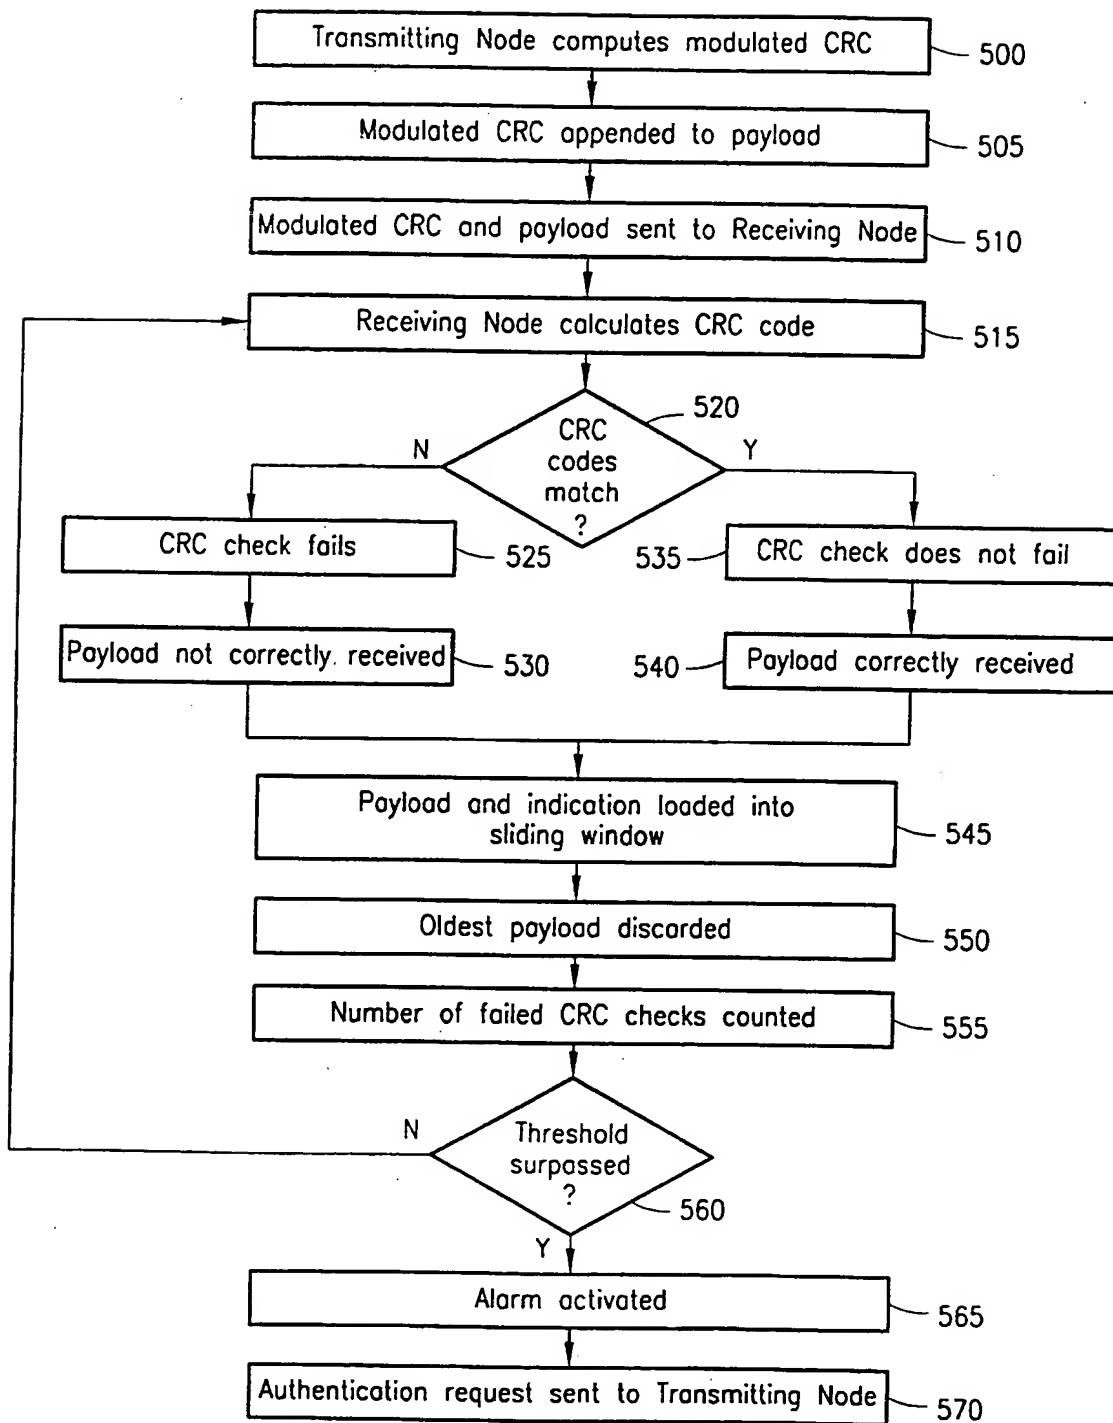 Transmitting Node computes modulated CRC
500
Modulated CRC appended to payload
505
Modulated CRC and payload sent to Receiving Node
510
Receiving Node calculates CRC code
515
520
CRC
codes
match
?
N
Y
CRC check fails
525
535
CRC check does not fail
Payload not correctly received
530
540
Payload correctly received
Payload and indication loaded into
sliding window
545
Oldest payload discarded
550
Number of failed CRC checks counted
555
N
Threshold
surpassed
?
560
Y
Alarm activated
565
Authentication request sent to Transmitting Node
570